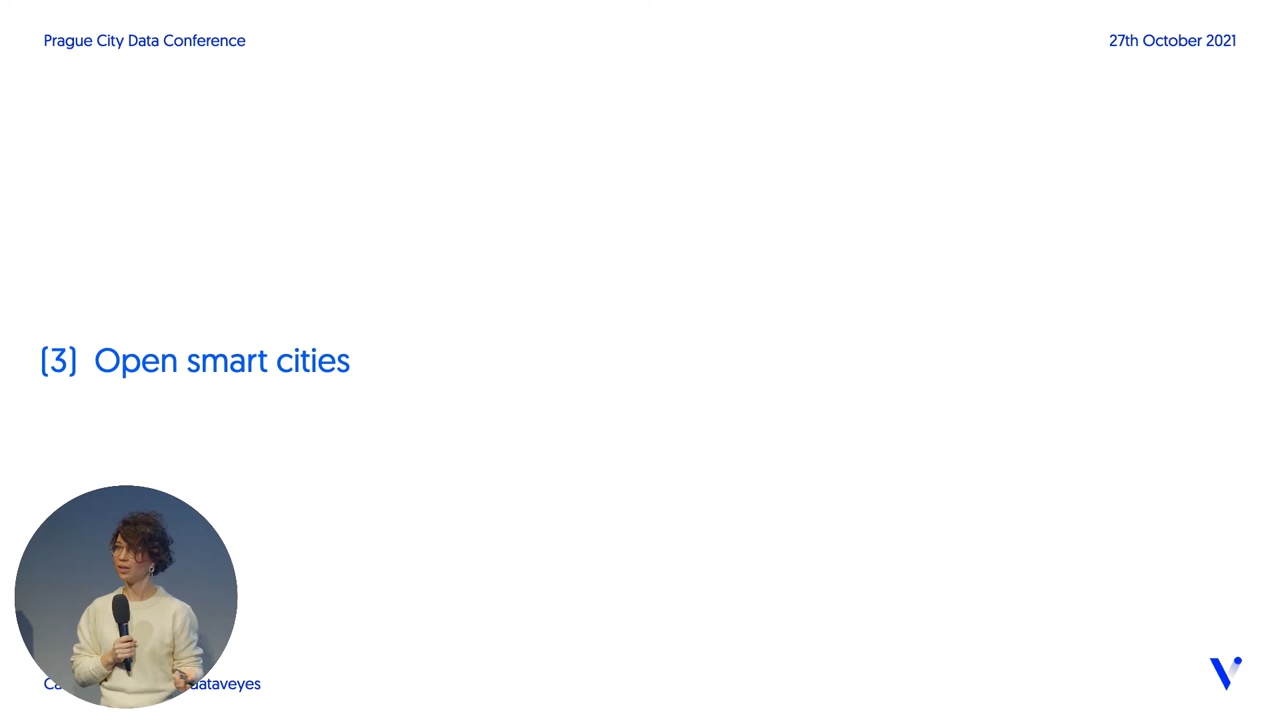 Prague City Data Conference
27th October 2021
(3) Open smart cities
dataveyes